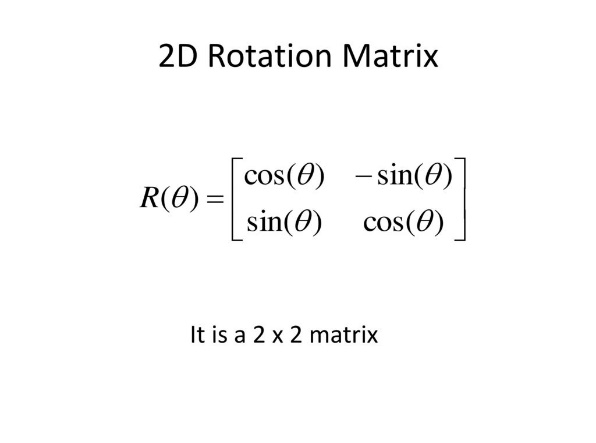 2D Rotation Matrix
R(θ) = [cos(θ) −sin(θ)
sin(θ) cos(θ)]
It is a 2 x 2 matrix